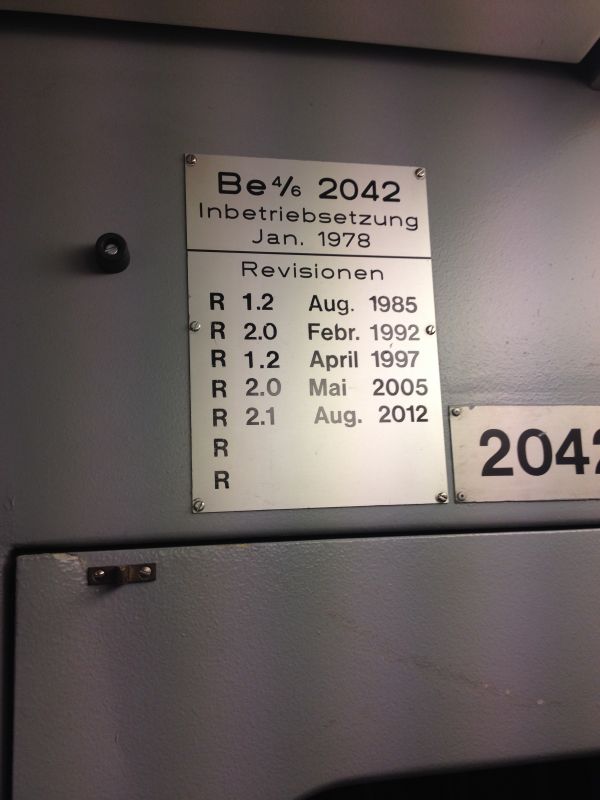 Be 4/6 2042
Inbetriebsetzung
Jan. 1978
Revisionen
R 1.2 Aug. 1985
R 2.0 Febr. 1992
R 1.2 April 1997
R 2.0 Mai 2005
R 2.1 Aug. 2012
R
R
2042